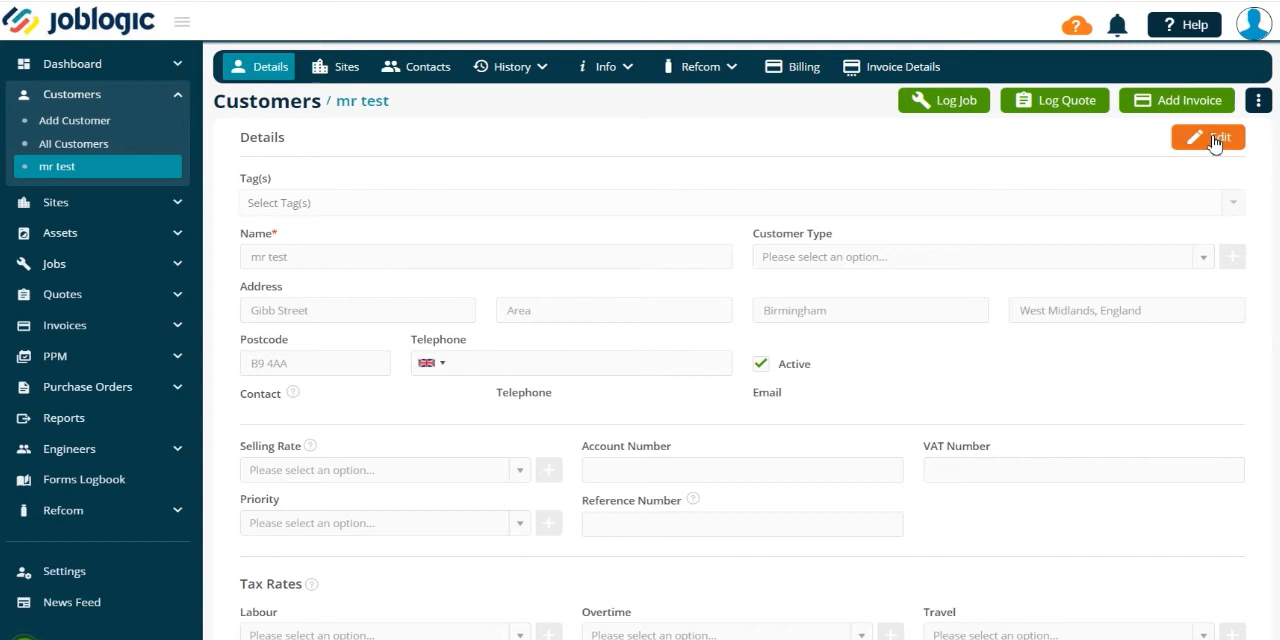 joblogic
? Help
Dashboard
Customers
Add Customer
All Customers
mr test
Sites
Assets
Jobs
Quotes
Invoices
PPM
Purchase Orders
Reports
Engineers
Forms Logbook
Refcom
Settings
News Feed
Details Sites Contacts History Info Refcom Billing Invoice Details
Customers / mr test
Log Job Log Quote Add Invoice
Details
Tag(s)
Select Tag(s)
Name* Customer Type
mr test Please select an option...
Address
Gibb Street Area Birmingham West Midlands, England
Postcode Telephone
B9 4AA Active
Contact ? Telephone Email
Selling Rate ? Account Number VAT Number
Please select an option...
Priority Reference Number ?
Please select an option...
Tax Rates ?
Labour Overtime Travel
Please select an option... Please select an option... Please select an option...